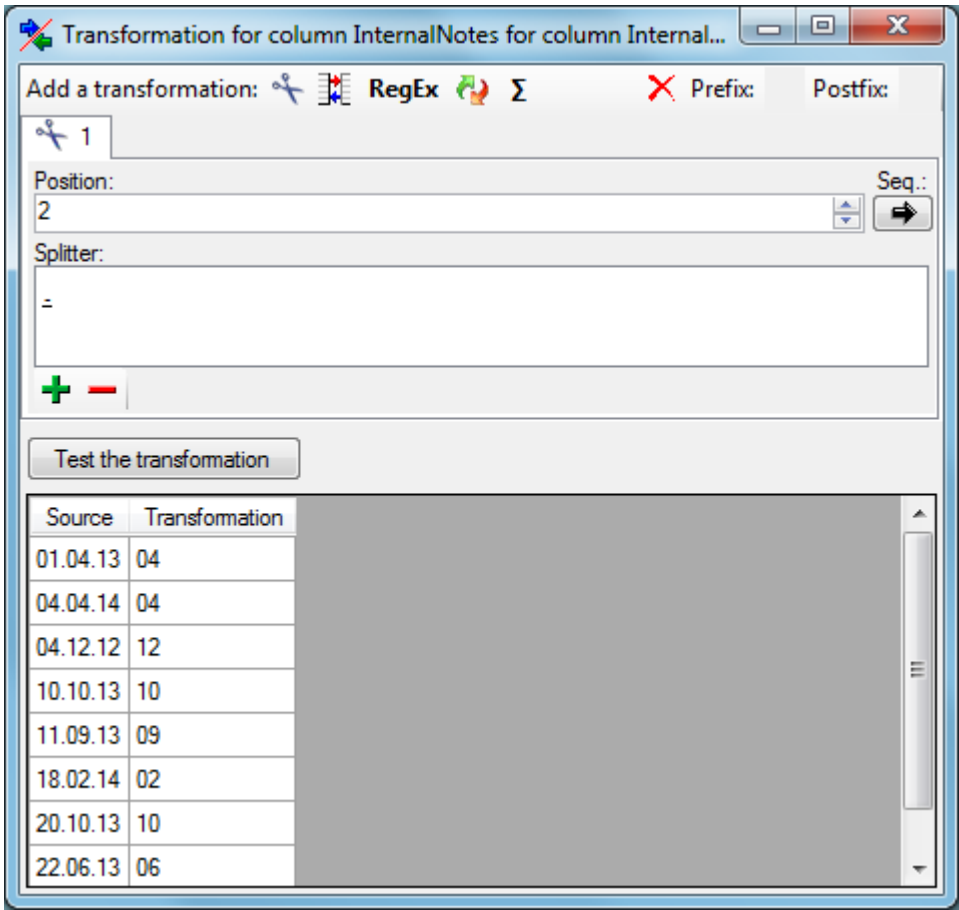 Transformation for column InternalNotes for column Internal...
Add a transformation: RegEx Σ Prefix: Postfix:
1
Position: Seq.:
2
Splitter:
.
Test the transformation
Source Transformation
01.04.13 04
04.04.14 04
04.12.12 12
10.10.13 10
11.09.13 09
18.02.14 02
20.10.13 10
22.06.13 06